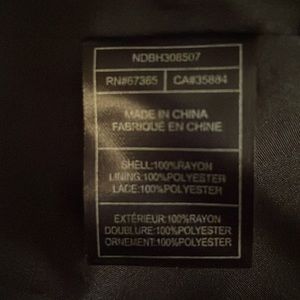 NDBH308507
RN#67365 CA#35884
MADE IN CHINA
FABRIQUÉ EN CHINE
SHELL:100%RAYON
LINING:100%POLYESTER
LACE:100%POLYESTER
EXTÉRIEUR:100%RAYON
DOUBLURE:100%POLYESTER
ORNEMENT:100%POLYESTER